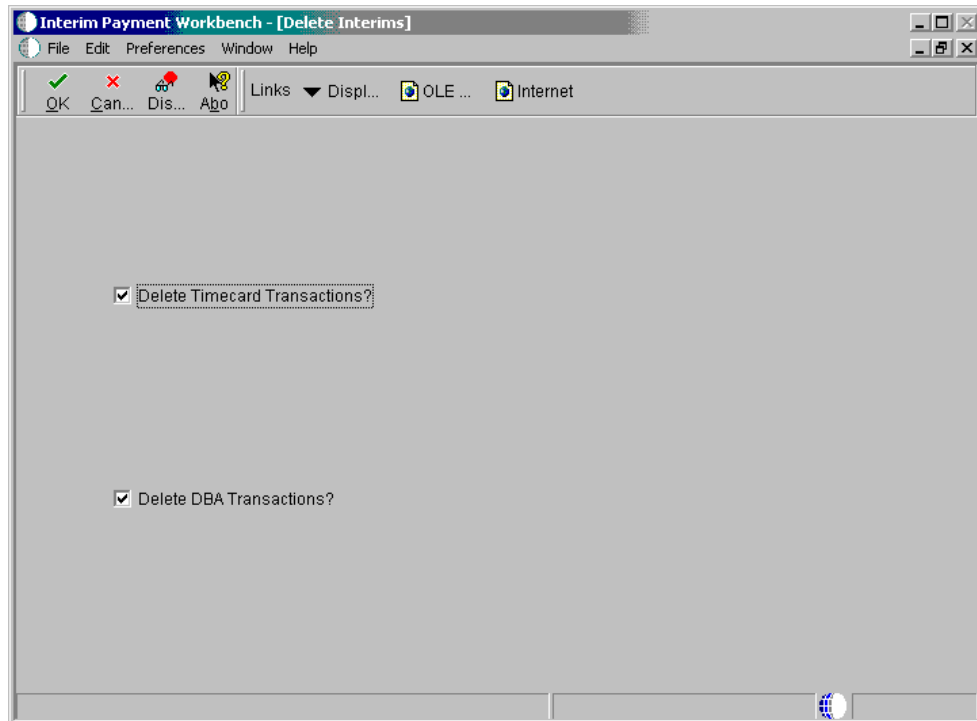 Interim Payment Workbench - [Delete Interims]
File Edit Preferences Window Help
OK Can... Dis... Abo Links Displ... OLE ... Internet
Delete Timecard Transactions?
Delete DBA Transactions?